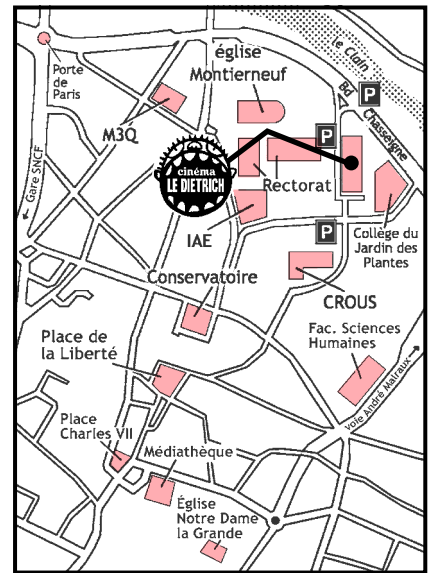 le Clain
Bd Chasseigne
P
Porte
de
Paris
Gare SNCF
église
Montierneuf
M3Q
cinéma
LE DIETRICH
P
Rectorat
IAE
P
Collège du
Jardin des
Plantes
Conservatoire
CROUS
Place de
la Liberté
Fac. Sciences
Humaines
Voie André Malraux
Place
Charles VII
Médiathèque
Église
Notre Dame
la Grande